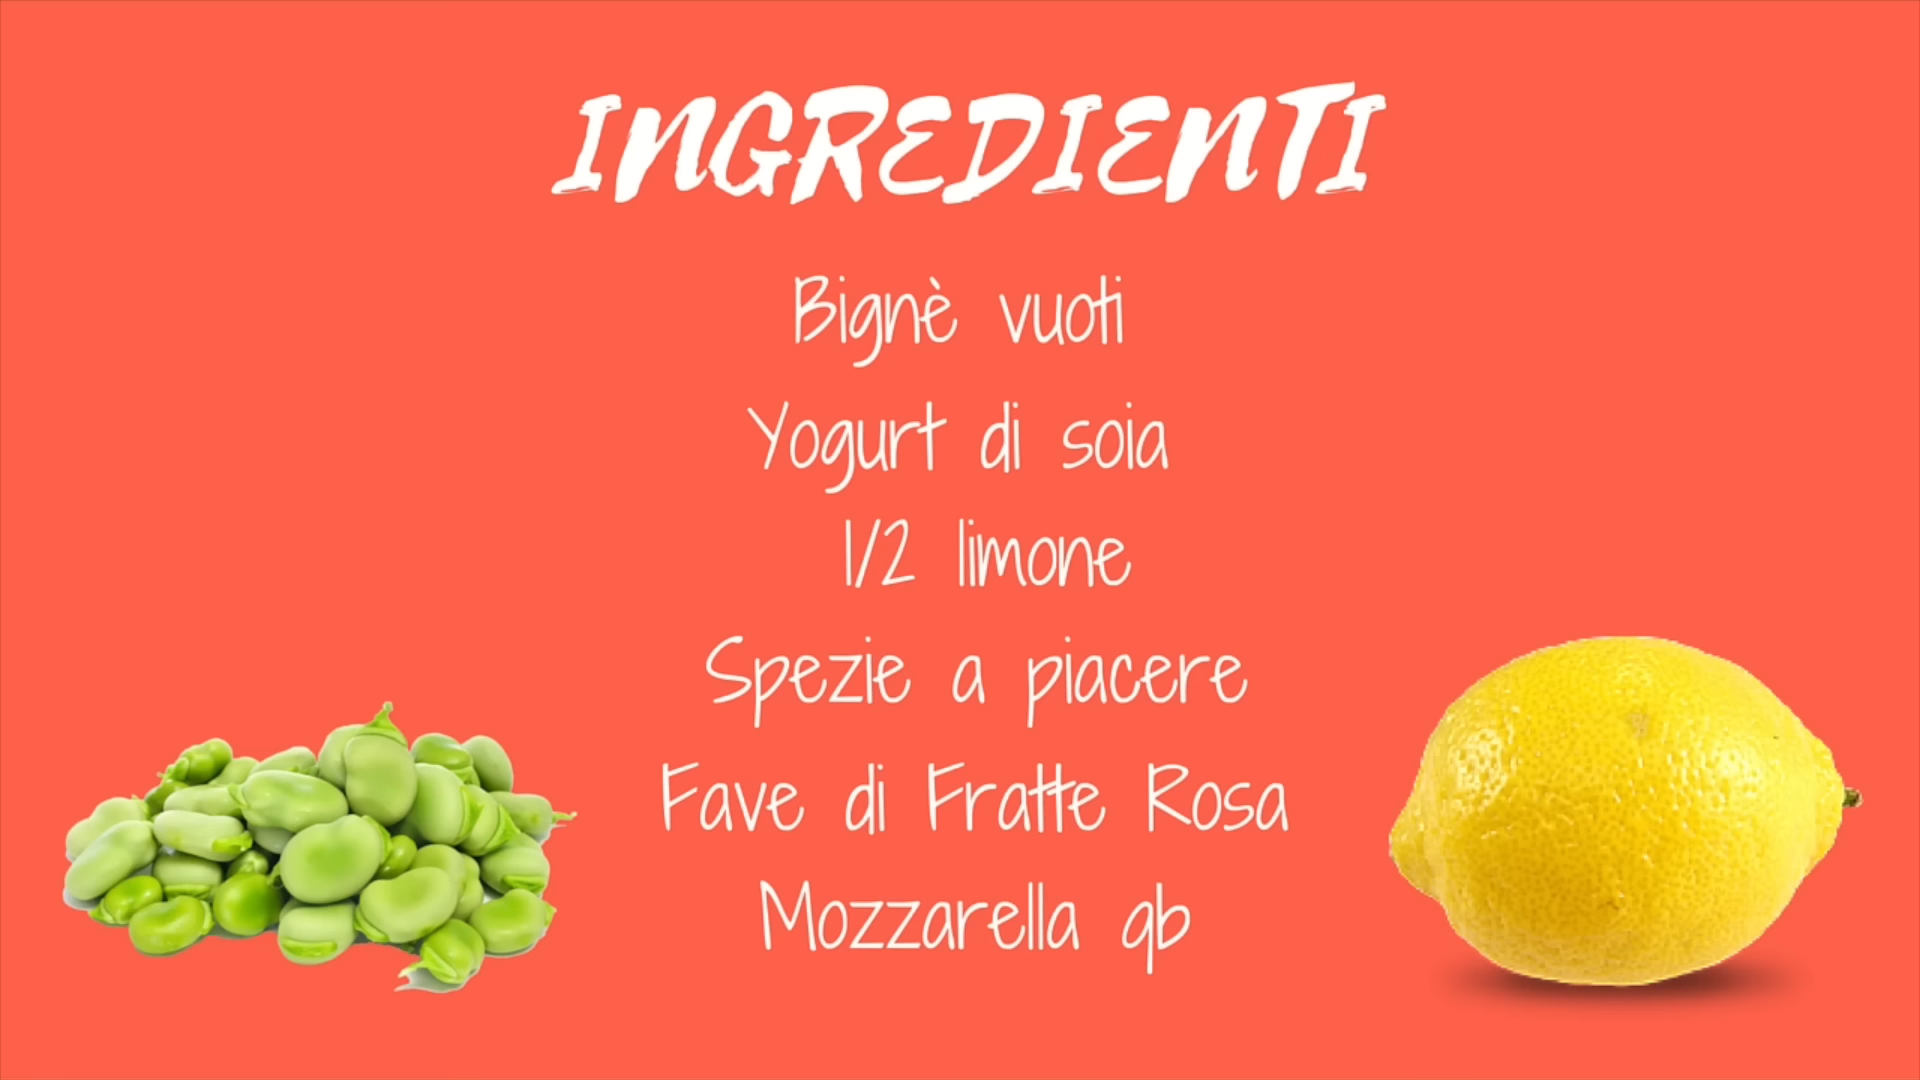 INGREDIENTI
Bignè vuoti
Yogurt di soia
1/2 limone
Spezie a piacere
Fave di Fratte Rosa
Mozzarella qb